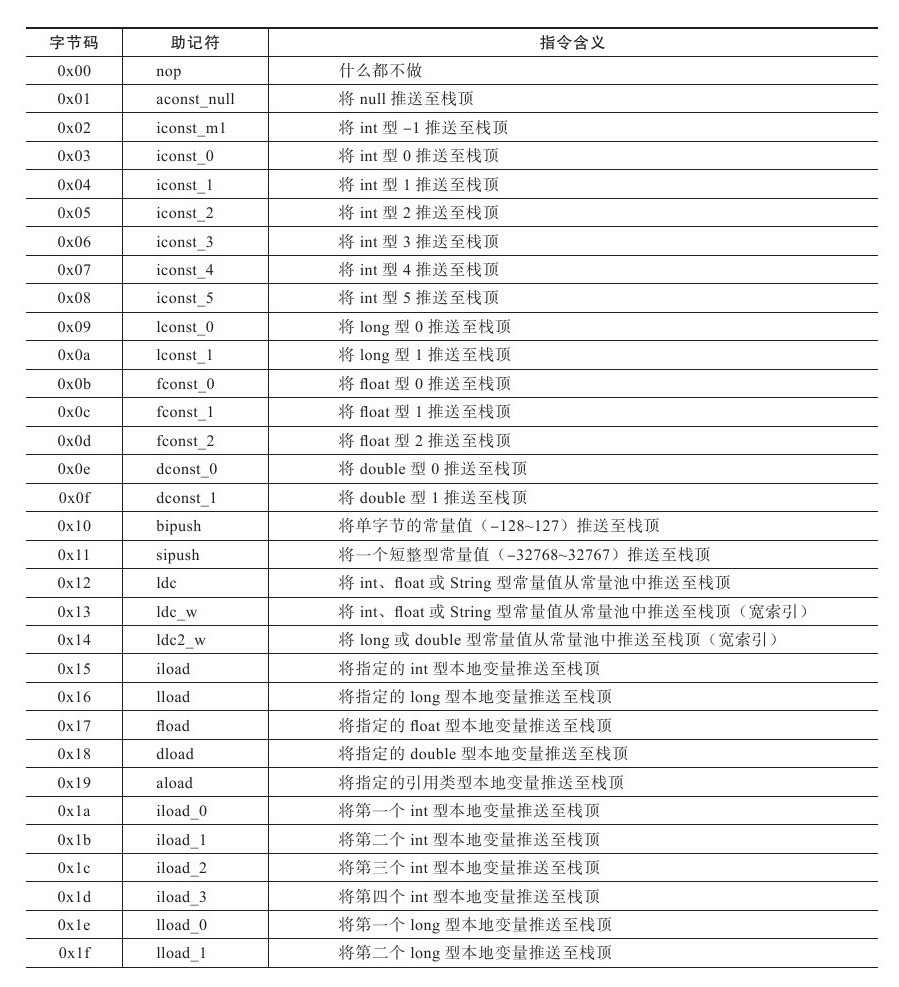 字节码 助记符 指令含义
0x00 nop 什么都不做
0x01 aconst_null 将 null 推送至栈顶
0x02 iconst_m1 将 int 型 –1 推送至栈顶
0x03 iconst_0 将 int 型 0 推送至栈顶
0x04 iconst_1 将 int 型 1 推送至栈顶
0x05 iconst_2 将 int 型 2 推送至栈顶
0x06 iconst_3 将 int 型 3 推送至栈顶
0x07 iconst_4 将 int 型 4 推送至栈顶
0x08 iconst_5 将 int 型 5 推送至栈顶
0x09 lconst_0 将 long 型 0 推送至栈顶
0x0a lconst_1 将 long 型 1 推送至栈顶
0x0b fconst_0 将 float 型 0 推送至栈顶
0x0c fconst_1 将 float 型 1 推送至栈顶
0x0d fconst_2 将 float 型 2 推送至栈顶
0x0e dconst_0 将 double 型 0 推送至栈顶
0x0f dconst_1 将 double 型 1 推送至栈顶
0x10 bipush 将单字节的常量值（–128~127）推送至栈顶
0x11 sipush 将一个短整型常量值（–32768~32767）推送至栈顶
0x12 ldc 将 int、float 或 String 型常量值从常量池中推送至栈顶
0x13 ldc_w 将 int、float 或 String 型常量值从常量池中推送至栈顶（宽索引）
0x14 ldc2_w 将 long 或 double 型常量值从常量池中推送至栈顶（宽索引）
0x15 iload 将指定的 int 型本地变量推送至栈顶
0x16 lload 将指定的 long 型本地变量推送至栈顶
0x17 fload 将指定的 float 型本地变量推送至栈顶
0x18 dload 将指定的 double 型本地变量推送至栈顶
0x19 aload 将指定的引用类型本地变量推送至栈顶
0x1a iload_0 将第一个 int 型本地变量推送至栈顶
0x1b iload_1 将第二个 int 型本地变量推送至栈顶
0x1c iload_2 将第三个 int 型本地变量推送至栈顶
0x1d iload_3 将第四个 int 型本地变量推送至栈顶
0x1e lload_0 将第一个 long 型本地变量推送至栈顶
0x1f lload_1 将第二个 long 型本地变量推送至栈顶